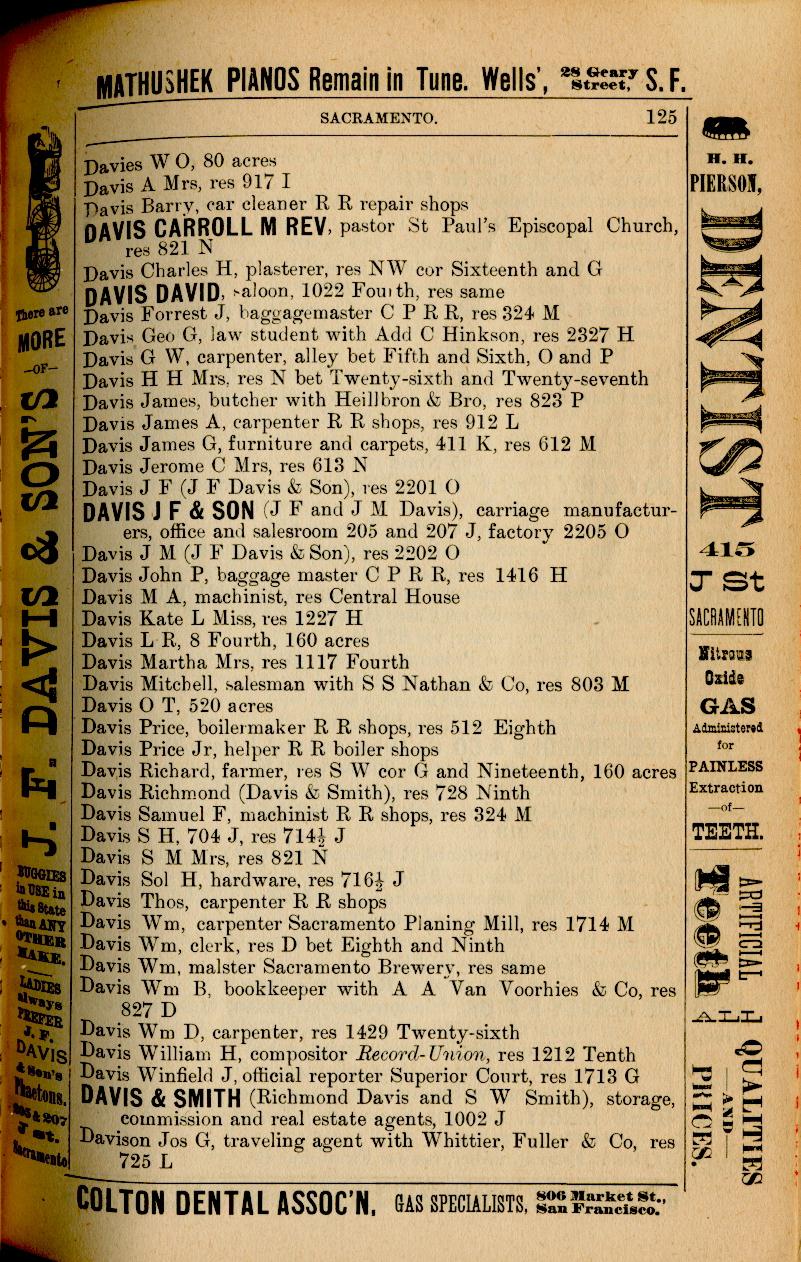 MATHUSHEK PIANOS Remain in Tune. Wells', 28 Geary Street, S. F.
SACRAMENTO. 125
Davies W O, 80 acres
Davis A Mrs, res 917 I
Davis Barry, car cleaner R R repair shops
DAVIS CARROLL M REV, pastor St Paul's Episcopal Church,
res 821 N
Davis Charles H, plasterer, res NW cor Sixteenth and G
DAVIS DAVID, saloon, 1022 Fourth, res same
Davis Forrest J, baggagemaster C P R R, res 324 M
Davis Geo G, law student with Add C Hinkson, res 2327 H
Davis G W, carpenter, alley bet Fifth and Sixth, O and P
Davis H H Mrs, res N bet Twenty-sixth and Twenty-seventh
Davis James, butcher with Heillbron & Bro, res 823 P
Davis James A, carpenter R R shops, res 912 L
Davis James G, furniture and carpets, 411 K, res 612 M
Davis Jerome C Mrs, res 613 N
Davis J F (J F Davis & Son), res 2201 O
DAVIS J F & SON (J F and J M Davis), carriage manufactur-
ers, office and salesroom 205 and 207 J, factory 2205 O
Davis J M (J F Davis & Son), res 2202 O
Davis John P, baggage master C P R R, res 1416 H
Davis M A, machinist, res Central House
Davis Kate L Miss, res 1227 H
Davis L R, 8 Fourth, 160 acres
Davis Martha Mrs, res 1117 Fourth
Davis Mitchell, salesman with S S Nathan & Co, res 803 M
Davis O T, 520 acres
Davis Price, boilermaker R R shops, res 512 Eighth
Davis Price Jr, helper R R boiler shops
Davis Richard, farmer, res S W cor G and Nineteenth, 160 acres
Davis Richmond (Davis & Smith), res 728 Ninth
Davis Samuel F, machinist R R shops, res 324 M
Davis S H, 704 J, res 714½ J
Davis S M Mrs, res 821 N
Davis Sol H, hardware, res 716½ J
Davis Thos, carpenter R R shops
Davis Wm, carpenter Sacramento Planing Mill, res 1714 M
Davis Wm, clerk, res D bet Eighth and Ninth
Davis Wm, malster Sacramento Brewery, res same
Davis Wm B, bookkeeper with A A Van Voorhies & Co, res
827 D
Davis Wm D, carpenter, res 1429 Twenty-sixth
Davis William H, compositor Record-Union, res 1212 Tenth
Davis Winfield J, official reporter Superior Court, res 1713 G
DAVIS & SMITH (Richmond Davis and S W Smith), storage,
commission and real estate agents, 1002 J
Davison Jos G, traveling agent with Whittier, Fuller & Co, res
725 L
COLTON DENTAL ASSOC'N, GAS SPECIALISTS, 806 Market St., San Francisco.
There are
MORE
—OF—
J. F. DAVIS & SON'S
BUGGIES
in USE in
this State
than ANY
OTHER
MAKE.
LADIES
always
PREFER
J. F.
DAVIS
& Son's
Phaetons.
205 & 207
J st.
Sacramento
H. H.
PIERSON,
DENTIST
415
J St
SACRAMENTO
Nitrous
Oxide
GAS
Administered
for
PAINLESS
Extraction
—of—
TEETH.
ARTIFICIAL
Teeth
ALL
QUALITIES
—AND—
PRICES.